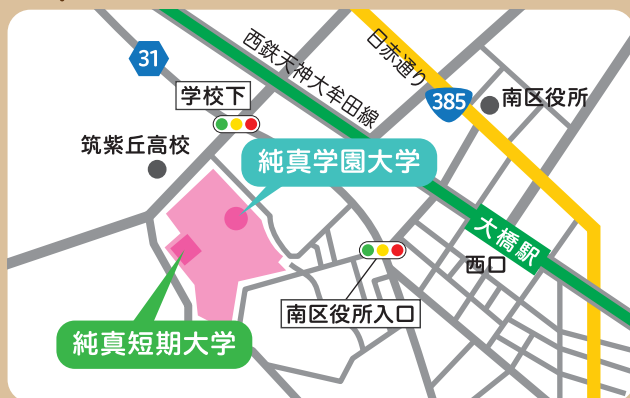 31
西鉄天神大牟田線
日赤通り
385
学校下
南区役所
筑紫丘高校
純真学園大学
大橋駅
西口
南区役所入口
純真短期大学